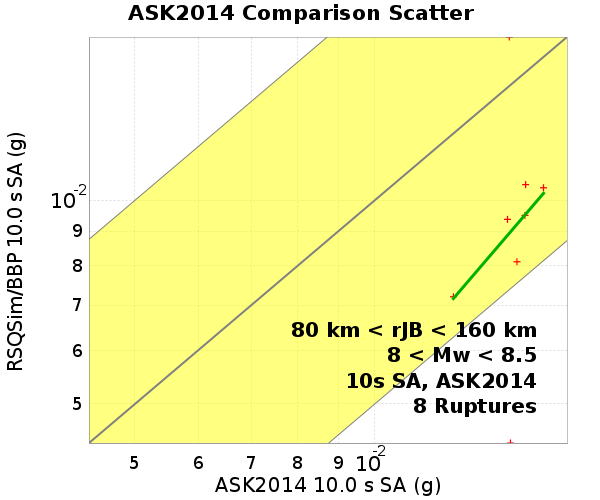 ASK2014 Comparison Scatter
RSQSim/BBP 10.0 s SA (g)
10-2
9
8
7
6
5
80 km < rJB < 160 km
8 < Mw < 8.5
10s SA, ASK2014
8 Ruptures
5 6 7 8 9 10-2
ASK2014 10.0 s SA (g)